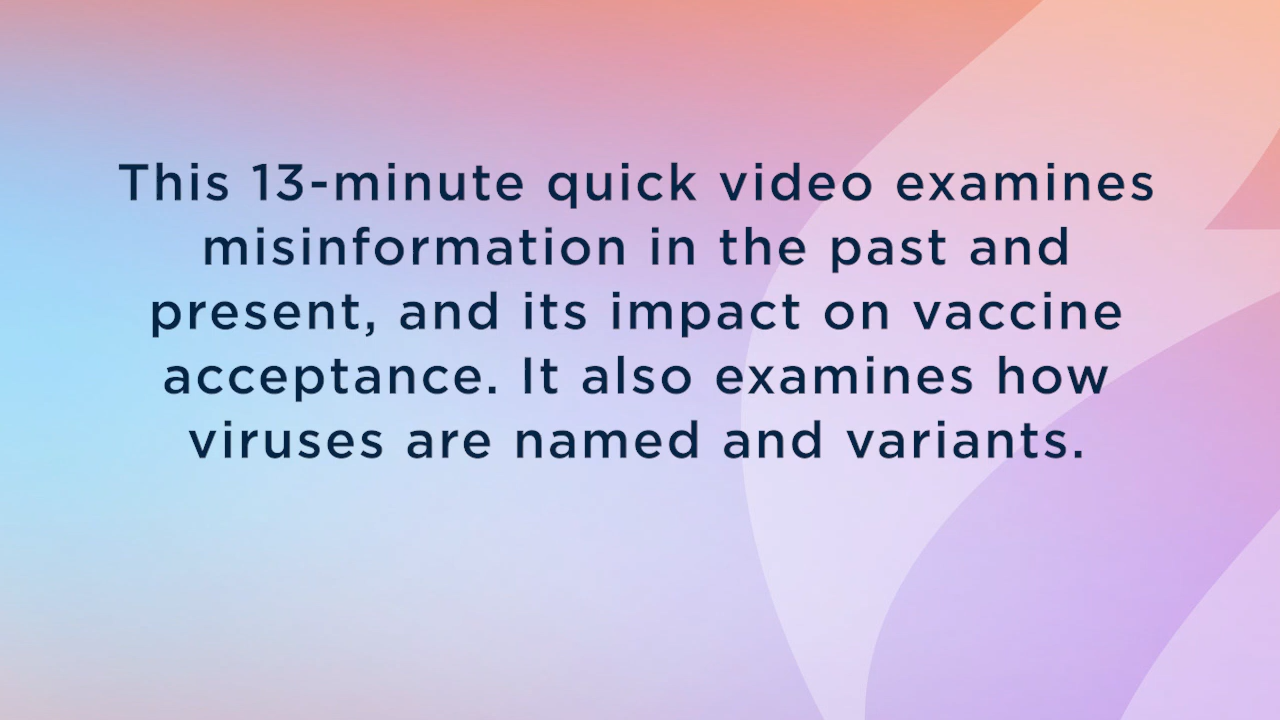 This 13-minute quick video examines
misinformation in the past and
present, and its impact on vaccine
acceptance. It also examines how
viruses are named and variants.